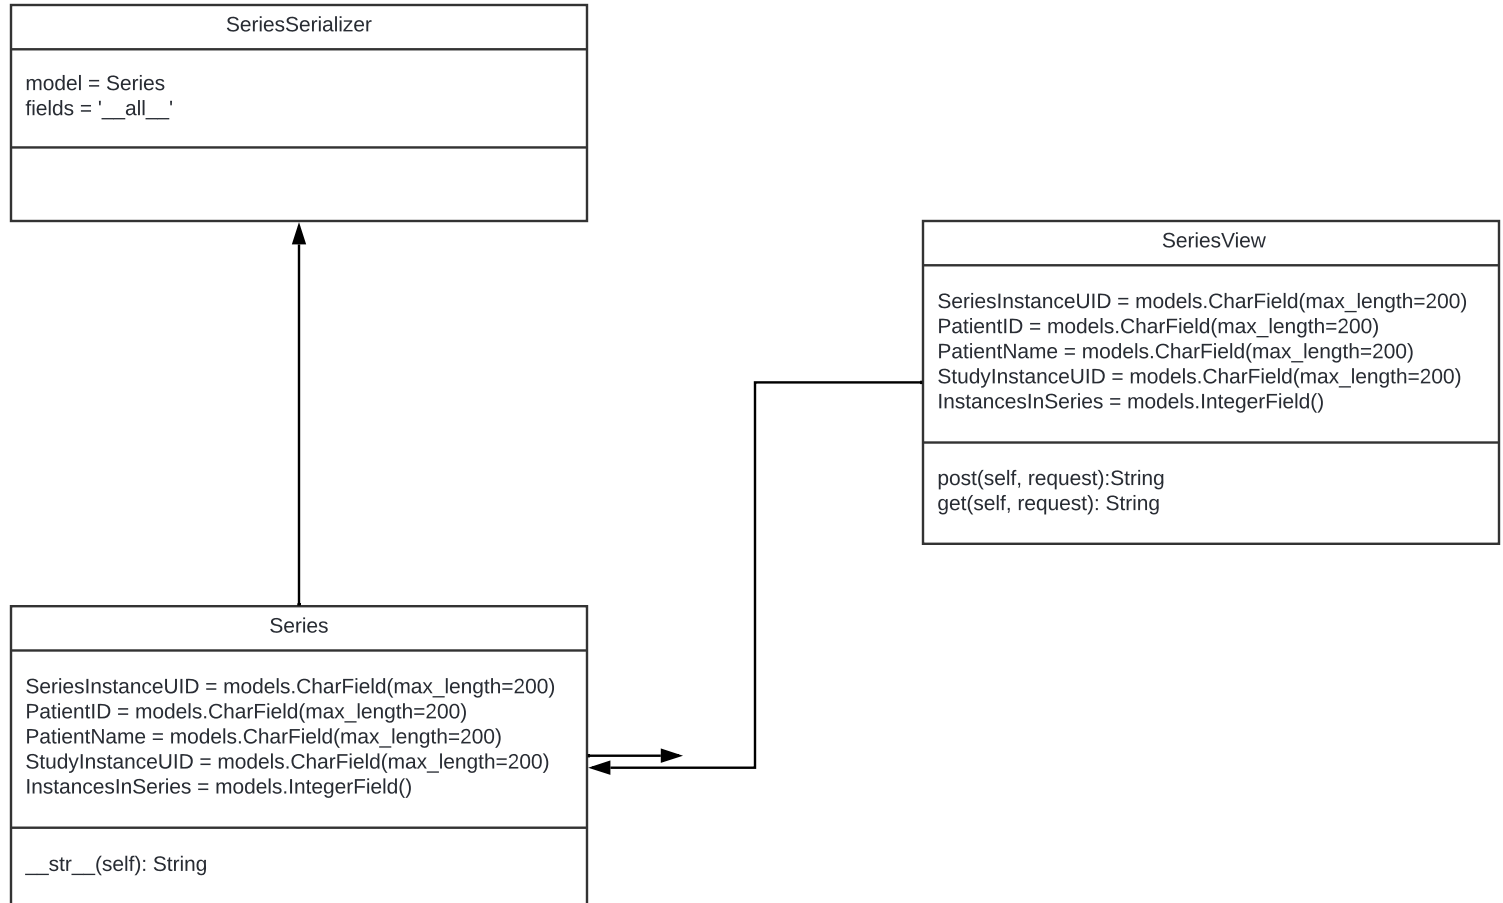 SeriesSerializer
model = Series
fields = '__all__'
SeriesView
SeriesInstanceUID = models.CharField(max_length=200)
PatientID = models.CharField(max_length=200)
PatientName = models.CharField(max_length=200)
StudyInstanceUID = models.CharField(max_length=200)
InstancesInSeries = models.IntegerField()
post(self, request):String
get(self, request): String
Series
SeriesInstanceUID = models.CharField(max_length=200)
PatientID = models.CharField(max_length=200)
PatientName = models.CharField(max_length=200)
StudyInstanceUID = models.CharField(max_length=200)
InstancesInSeries = models.IntegerField()
__str__(self): String